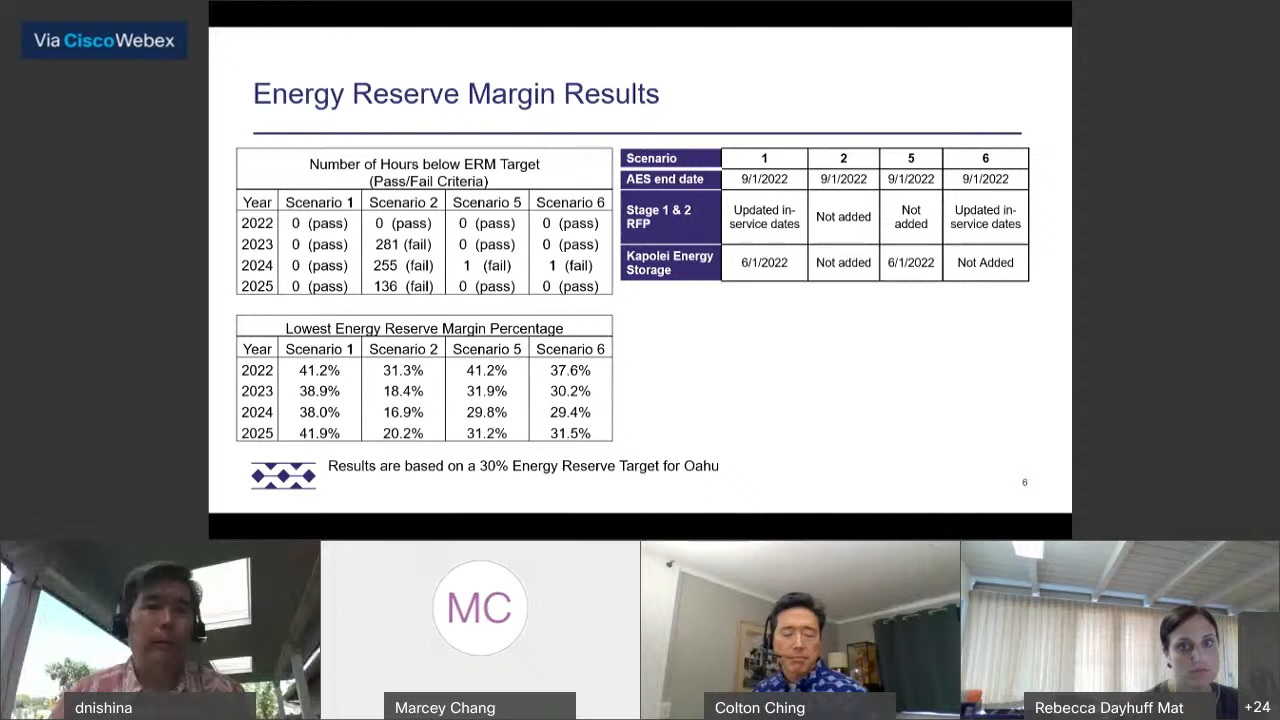 Via CiscoWebex
Energy Reserve Margin Results
Number of Hours below ERM Target
(Pass/Fail Criteria)
Year Scenario 1 Scenario 2 Scenario 5 Scenario 6
2022 0 (pass) 0 (pass) 0 (pass) 0 (pass)
2023 0 (pass) 281 (fail) 0 (pass) 0 (pass)
2024 0 (pass) 255 (fail) 1 (fail) 1 (fail)
2025 0 (pass) 136 (fail) 0 (pass) 0 (pass)
Scenario 1 2 5 6
AES end date 9/1/2022 9/1/2022 9/1/2022 9/1/2022
Stage 1 & 2 Updated in- Not added Not Updated in-
RFP service dates added service dates
Kapolei Energy 6/1/2022 Not added 6/1/2022 Not Added
Storage
Lowest Energy Reserve Margin Percentage
Year Scenario 1 Scenario 2 Scenario 5 Scenario 6
2022 41.2% 31.3% 41.2% 37.6%
2023 38.9% 18.4% 31.9% 30.2%
2024 38.0% 16.9% 29.8% 29.4%
2025 41.9% 20.2% 31.2% 31.5%
Results are based on a 30% Energy Reserve Target for Oahu
6
MC
dnishina
Marcey Chang
Colton Ching
Rebecca Dayhuff Mat
+24